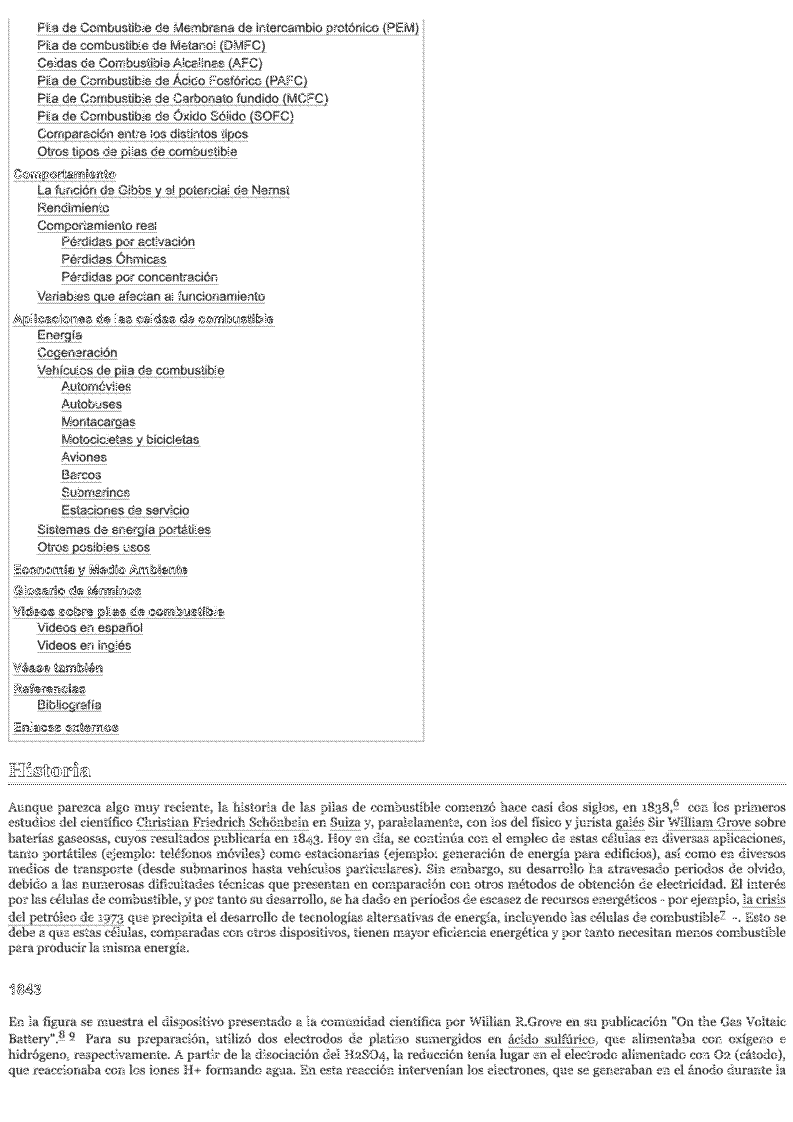 Pila de Combustible de Membrana de intercambio protónico (PEM)
Pila de combustible de Metanol (DMFC)
Celdas de Combustible Alcalinas (AFC)
Pila de Combustible de Ácido Fosfórico (PAFC)
Pila de Combustible de Carbonato fundido (MCFC)
Pila de Combustible de Óxido Sólido (SOFC)
Comparación entre los distintos tipos
Otros tipos de pilas de combustible
Comportamiento
La función de Gibbs y el potencial de Nernst
Rendimiento
Comportamiento real
Pérdidas por activación
Pérdidas Óhmicas
Pérdidas por concentración
Variables que afectan al funcionamiento
Aplicaciones de las celdas de combustible
Energía
Cogeneración
Vehículos de pila de combustible
Automóviles
Autobuses
Montacargas
Motocicletas y bicicletas
Aviones
Barcos
Submarinos
Estaciones de servicio
Sistemas de energía portátiles
Otros posibles usos
Economía y Medio Ambiente
Glosario de términos
Videos sobre pilas de combustible
Videos en español
Videos en inglés
Véase también
Referencias
Bibliografía
Enlaces externos
Historia
Aunque parezca algo muy reciente, la historia de las pilas de combustible comenzó hace casi dos siglos, en 1838,6 con los primeros
estudios del científico Christian Friedrich Schönbein en Suiza y, paralelamente, con los del físico y jurista galés Sir William Grove sobre
baterías gaseosas, cuyos resultados publicaría en 1843. Hoy en día, se continúa con el empleo de estas células en diversas aplicaciones,
tanto portátiles (ejemplo: teléfonos móviles) como estacionarias (ejemplo: generación de energía para edificios), así como en diversos
medios de transporte (desde submarinos hasta vehículos particulares). Sin embargo, su desarrollo ha atravesado periodos de olvido,
debido a las numerosas dificultades técnicas que presentan en comparación con otros métodos de obtención de electricidad. El interés
por las células de combustible, y por tanto su desarrollo, se ha dado en periodos de escasez de recursos energéticos - por ejemplo, la crisis
del petróleo de 1973 que precipita el desarrollo de tecnologías alternativas de energía, incluyendo las células de combustible7 -. Esto se
debe a que estas células, comparadas con otros dispositivos, tienen mayor eficiencia energética y por tanto necesitan menos combustible
para producir la misma energía.
1843
En la figura se muestra el dispositivo presentado a la comunidad científica por Willian R.Grove en su publicación "On the Gas Voltaic
Battery".8 9 Para su preparación, utilizó dos electrodos de platino sumergidos en ácido sulfúrico, que alimentaba con oxígeno e
hidrógeno, respectivamente. A partir de la disociación del H2SO4, la reducción tenía lugar en el electrodo alimentado con O2 (cátodo),
que reaccionaba con los iones H+ formando agua. En esta reacción intervenían los electrones, que se generaban en el ánodo durante la